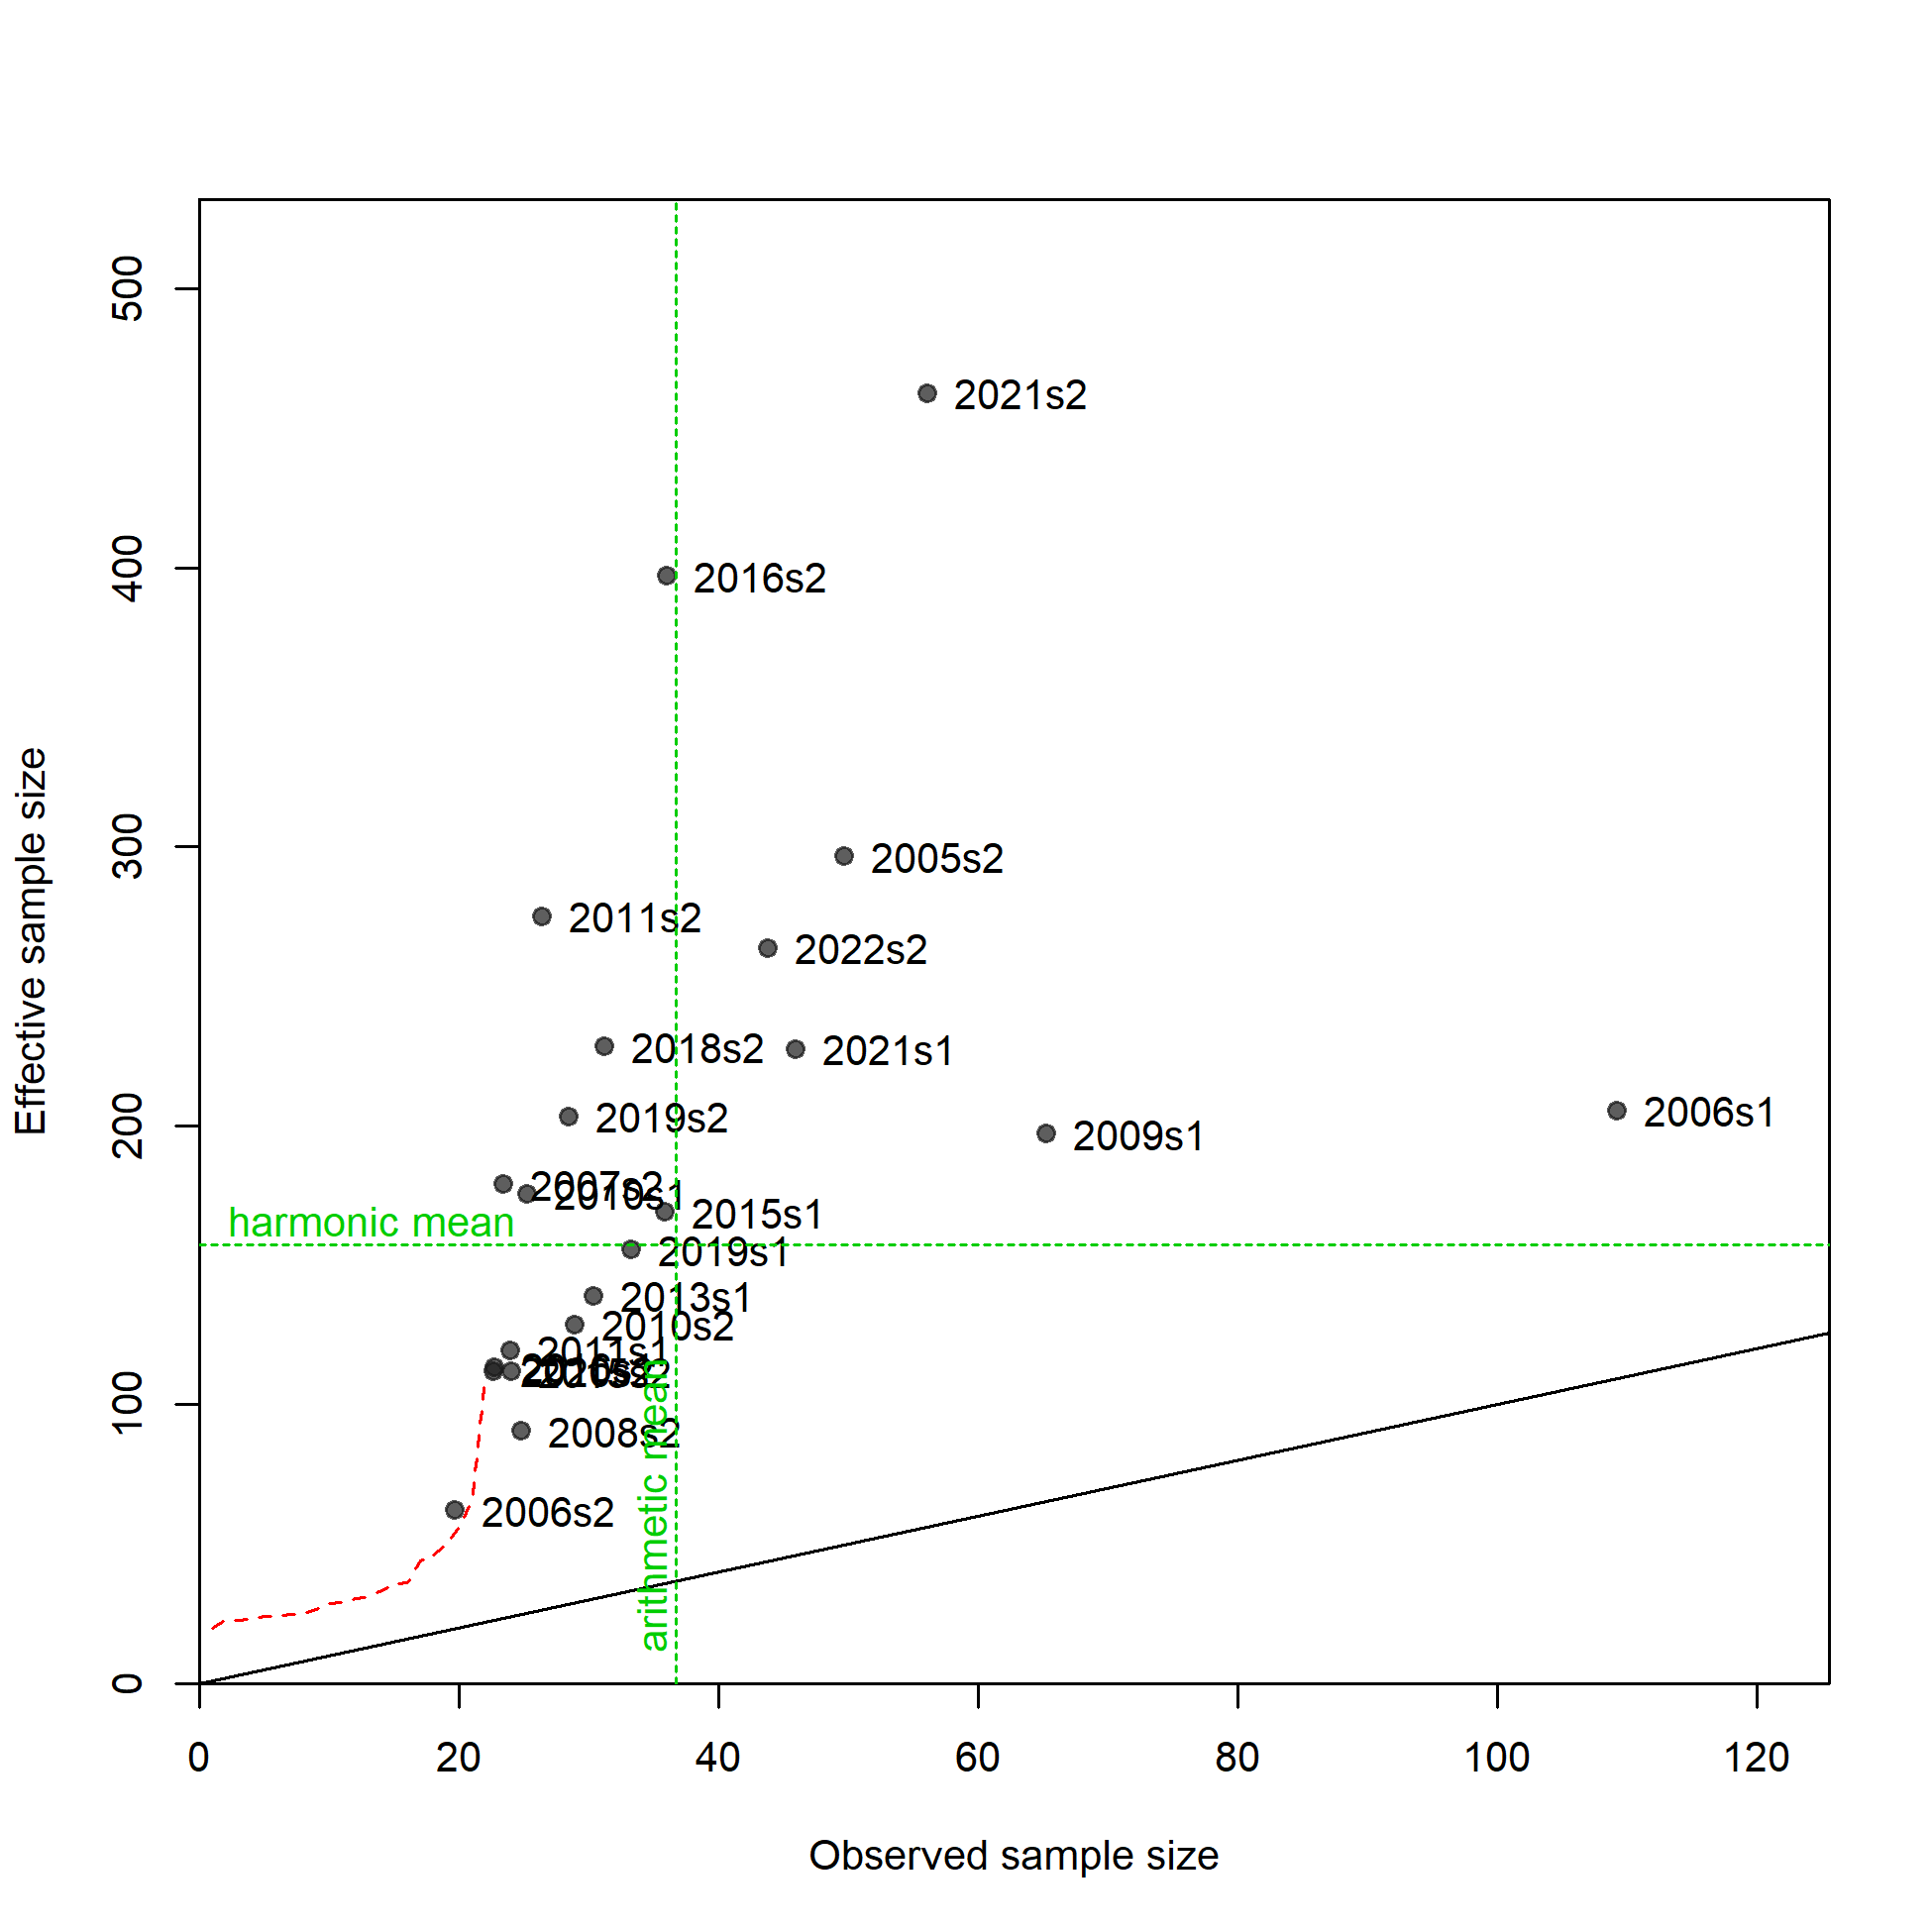 500
400
300
200
100
0
Effective sample size
2021s2
2016s2
2005s2
2011s2
2022s2
2018s2
2021s1
2019s2
2006s1
2009s1
2007s2
2010s1
2015s1
harmonic mean
2019s1
2013s1
2010s2
2011s1
2008s2
2006s2
arithmetic mean
0 20 40 60 80 100 120
Observed sample size